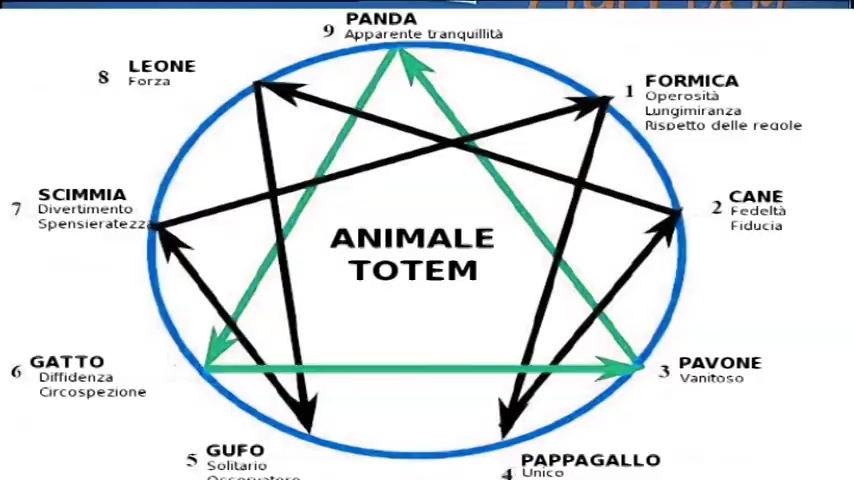 9 PANDA
Apparente tranquillità
8 LEONE
Forza
1 FORMICA
Operosità
Lungimiranza
Rispetto delle regole
7 SCIMMIA
Divertimento
Spensieratezza
2 CANE
Fedeltà
Fiducia
ANIMALE
TOTEM
6 GATTO
Diffidenza
Circospezione
3 PAVONE
Vanitoso
5 GUFO
Solitario
Osservatore
4 PAPPAGALLO
Unico